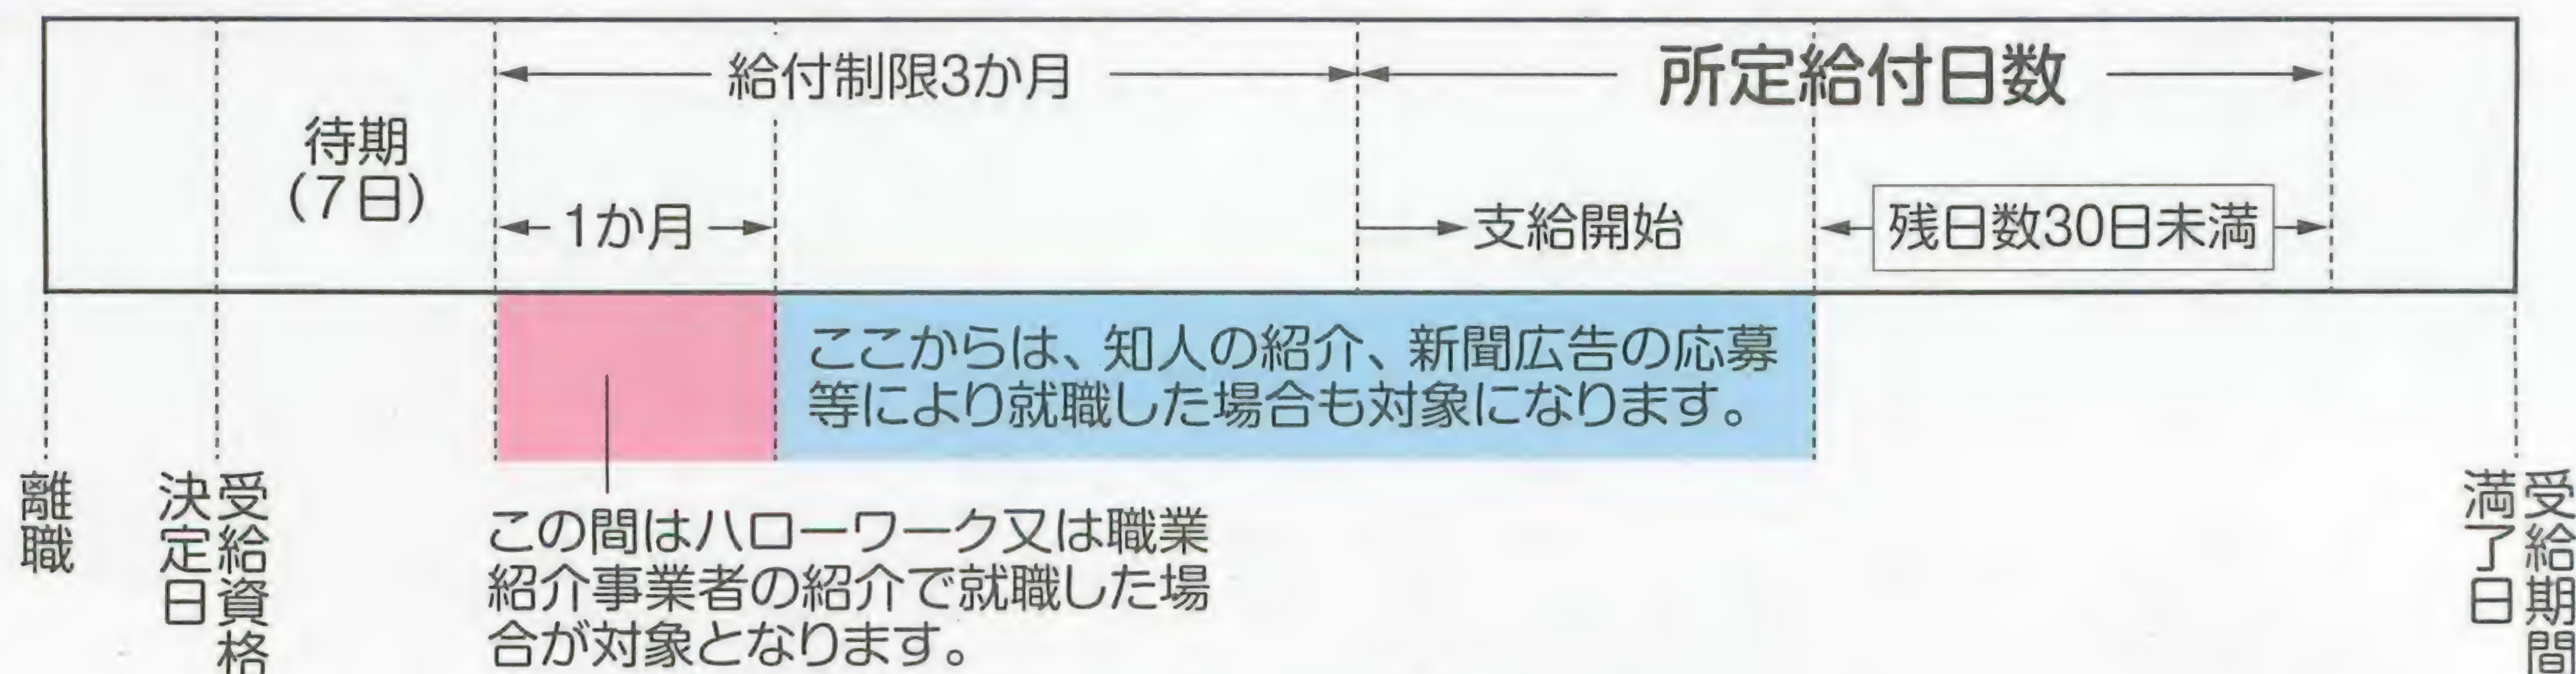 給付制限3か月
所定給付日数
待期
(7日)
1か月
支給開始
残日数30日未満
ここからは、知人の紹介、新聞広告の応募
等により就職した場合も対象になります。
この間はハローワーク又は職業
紹介事業者の紹介で就職した場
合が対象となります。
離職
受給資格
決定日
受給期間
満了日